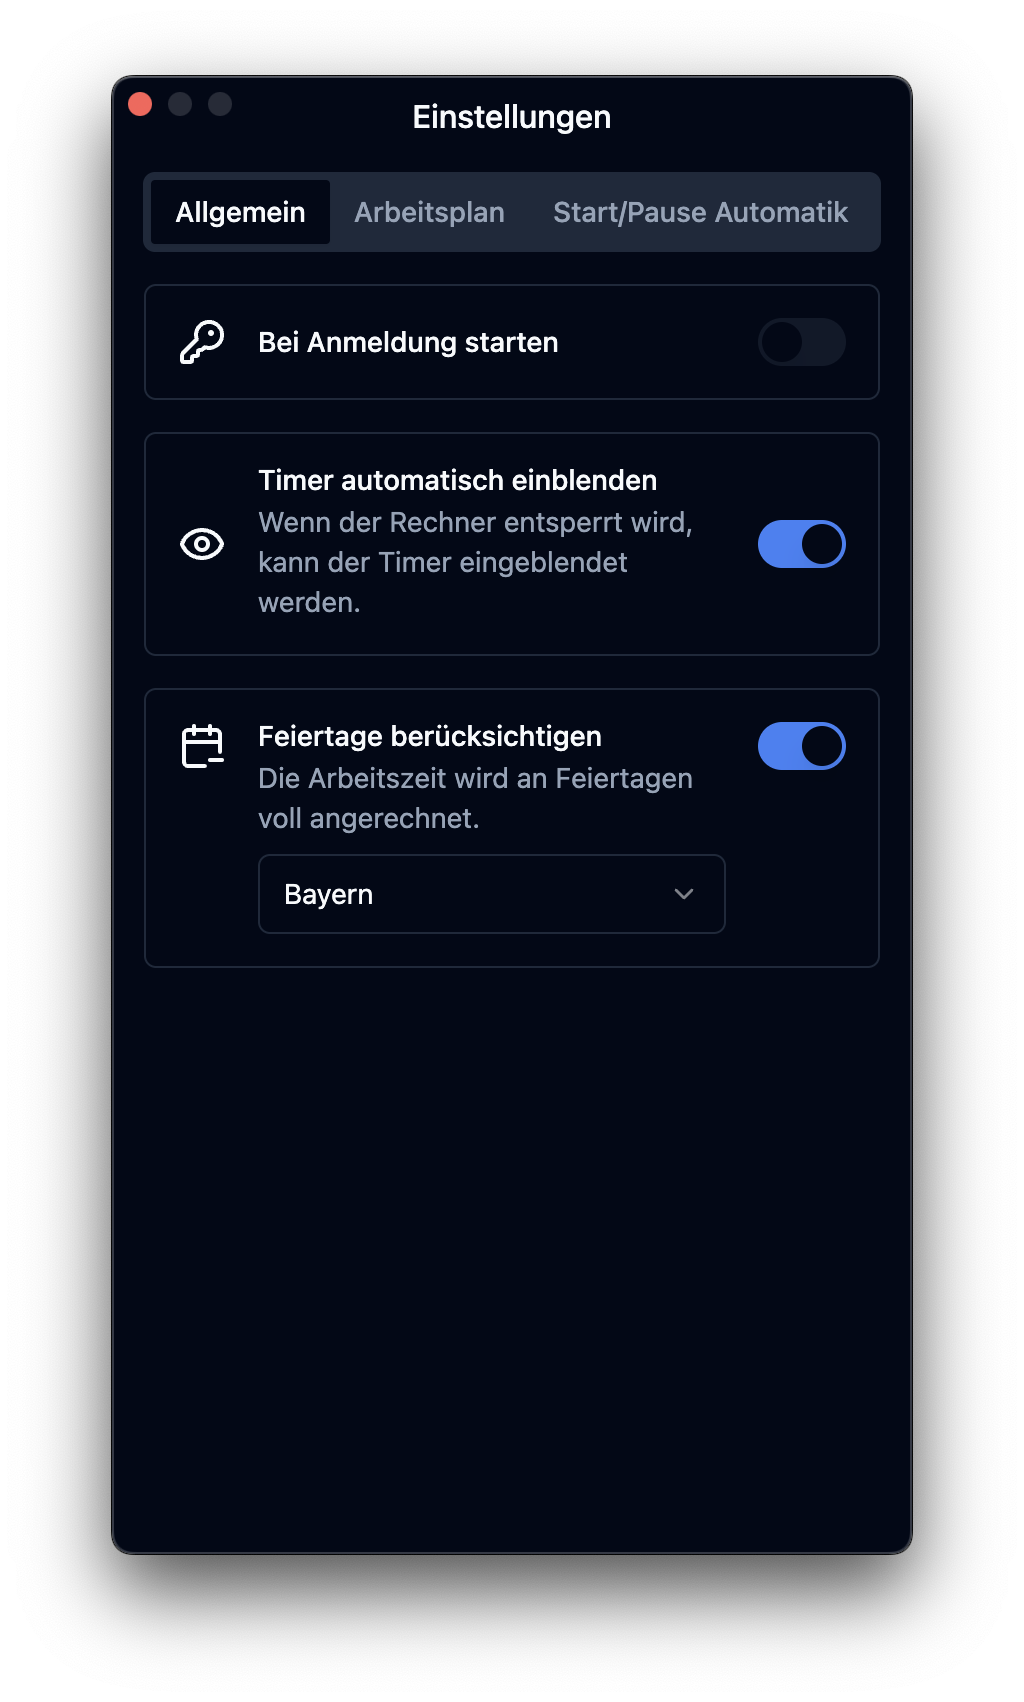 Einstellungen
Allgemein Arbeitsplan Start/Pause Automatik
Bei Anmeldung starten
Timer automatisch einblenden
Wenn der Rechner entsperrt wird,
kann der Timer eingeblendet
werden.
Feiertage berücksichtigen
Die Arbeitszeit wird an Feiertagen
voll angerechnet.
Bayern